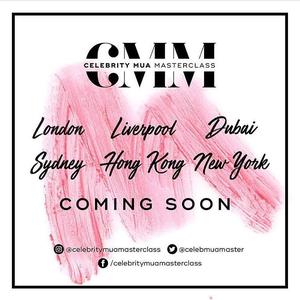 CMM
CELEBRITY MUA MASTERCLASS
London Liverpool Dubai
Sydney Hong Kong New York
COMING SOON
@celebritymuamasterclass @celebmuamaster
/celebritymuamasterclass